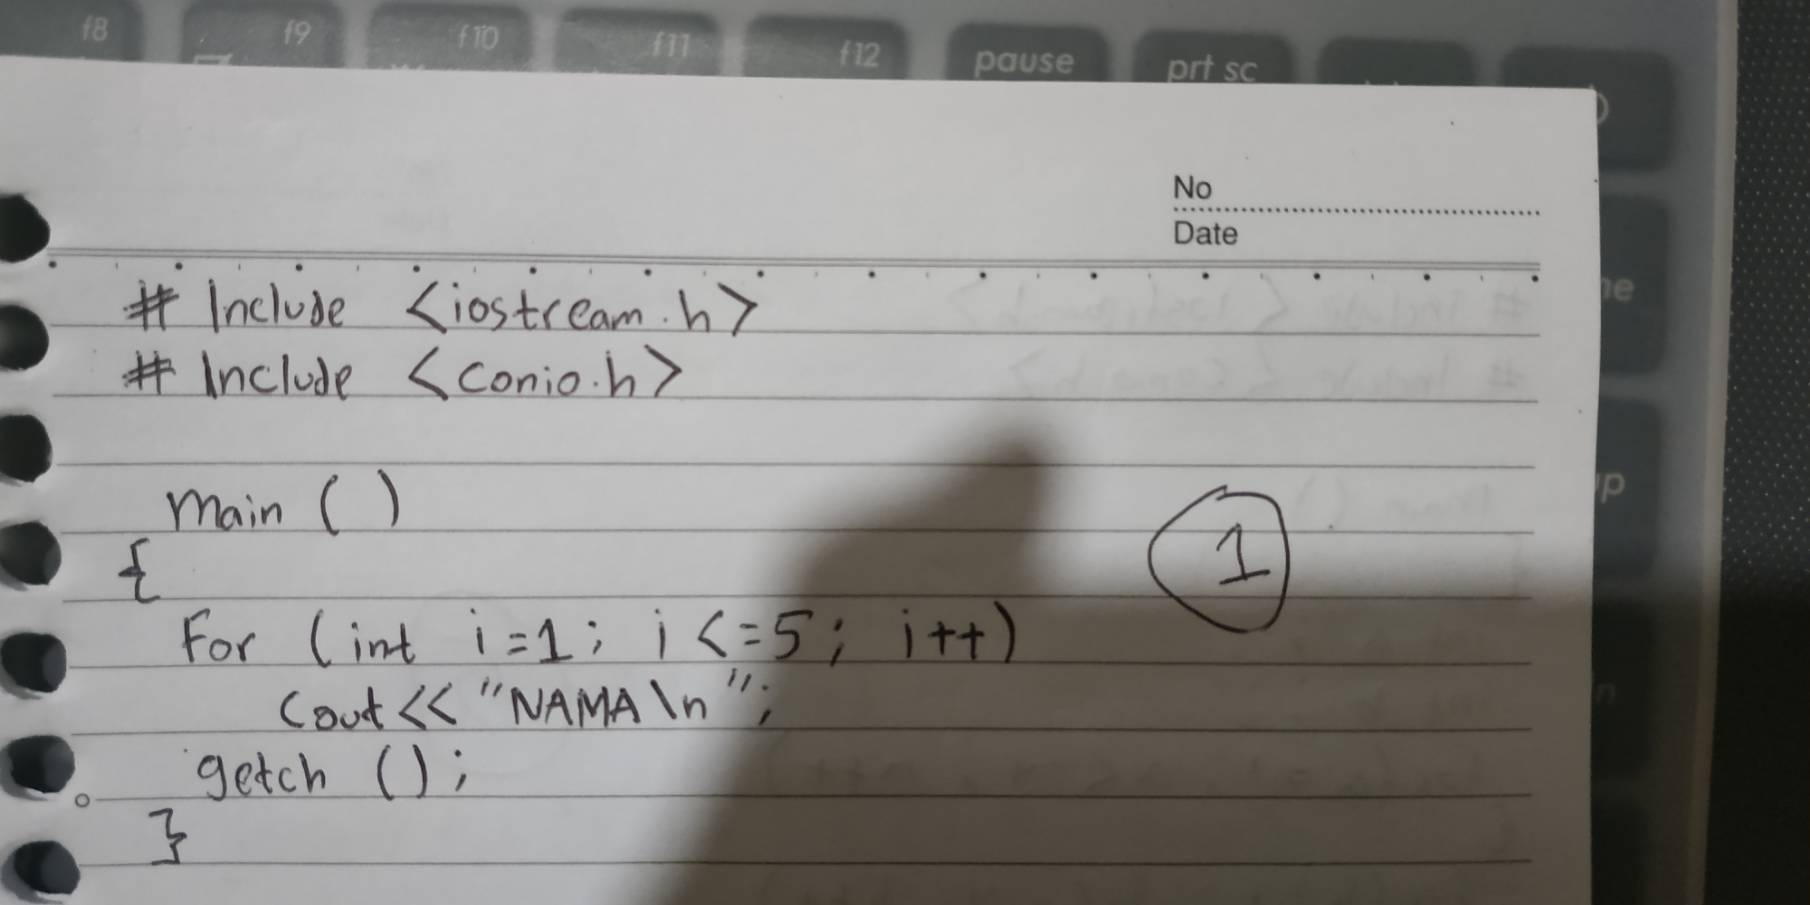 f8 f9 f10 f11 f12 pause prt sc
No
Date
# Include <iostream.h>
# Include <conio.h>
main ( )
{
For (int i=1; i <=5; i++)
Cout<< "NAMA \n";
getch ();
}
1